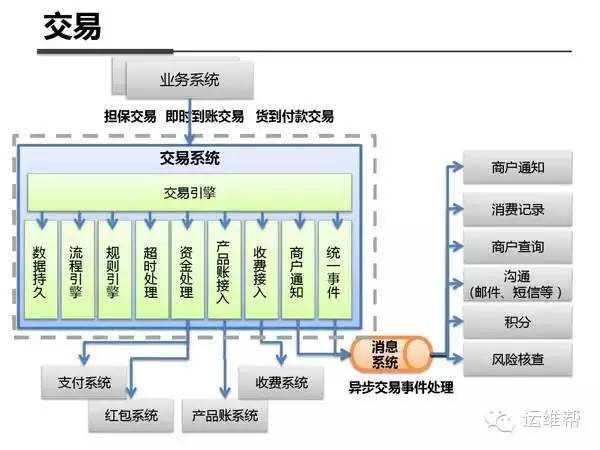 交易
业务系统
担保交易 即时到账交易 货到付款交易
交易系统
交易引擎
数据持久
流程引擎
规则引擎
超时处理
资金处理
产品账接入
收费接入
商户通知
统一事件
商户通知
消费记录
商户查询
沟通
（邮件、短信等）
积分
风险核查
消息
系统
异步交易事件处理
支付系统
收费系统
红包系统
产品账系统
运维帮